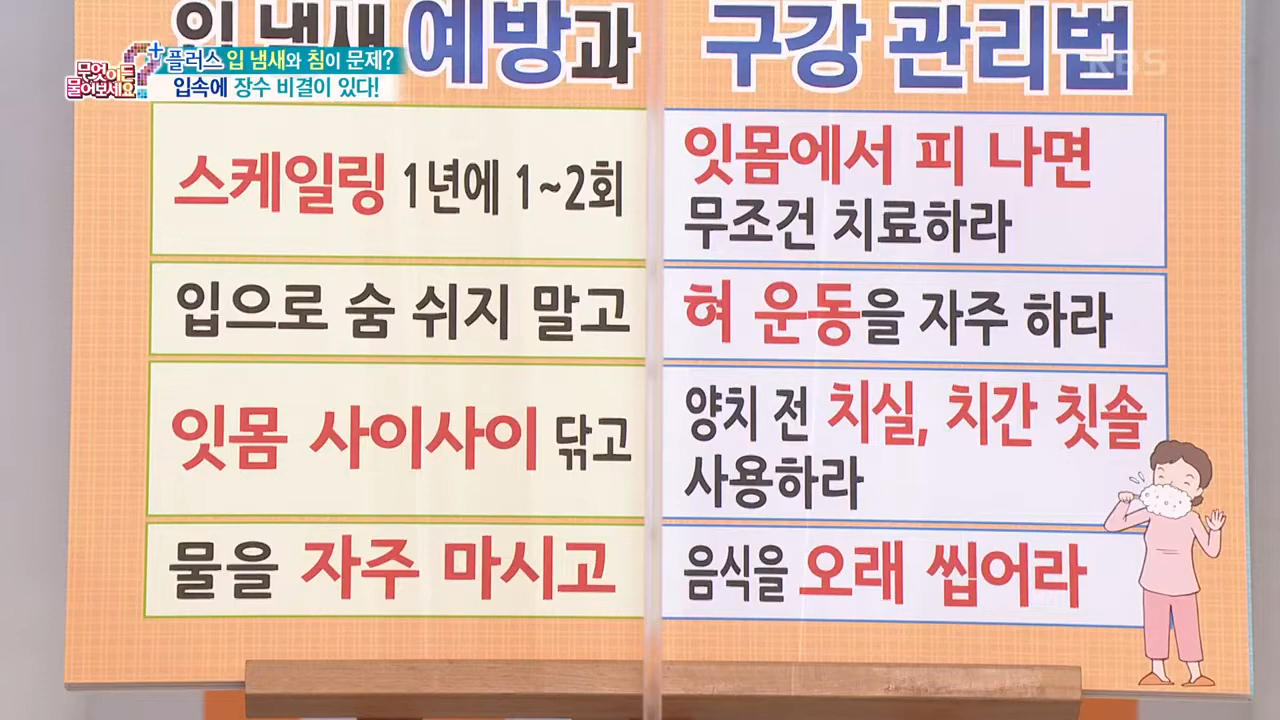 입 냄새 예방과 구강 관리법
무엇이든
물어보세요
플러스 입 냄새와 침이 문제?
입속에 장수 비결이 있다!
KBS
스케일링 1년에 1~2회
잇몸에서 피 나면
무조건 치료하라
입으로 숨 쉬지 말고
혀 운동을 자주 하라
잇몸 사이사이 닦고
양치 전 치실, 치간 칫솔
사용하라
물을 자주 마시고
음식을 오래 씹어라